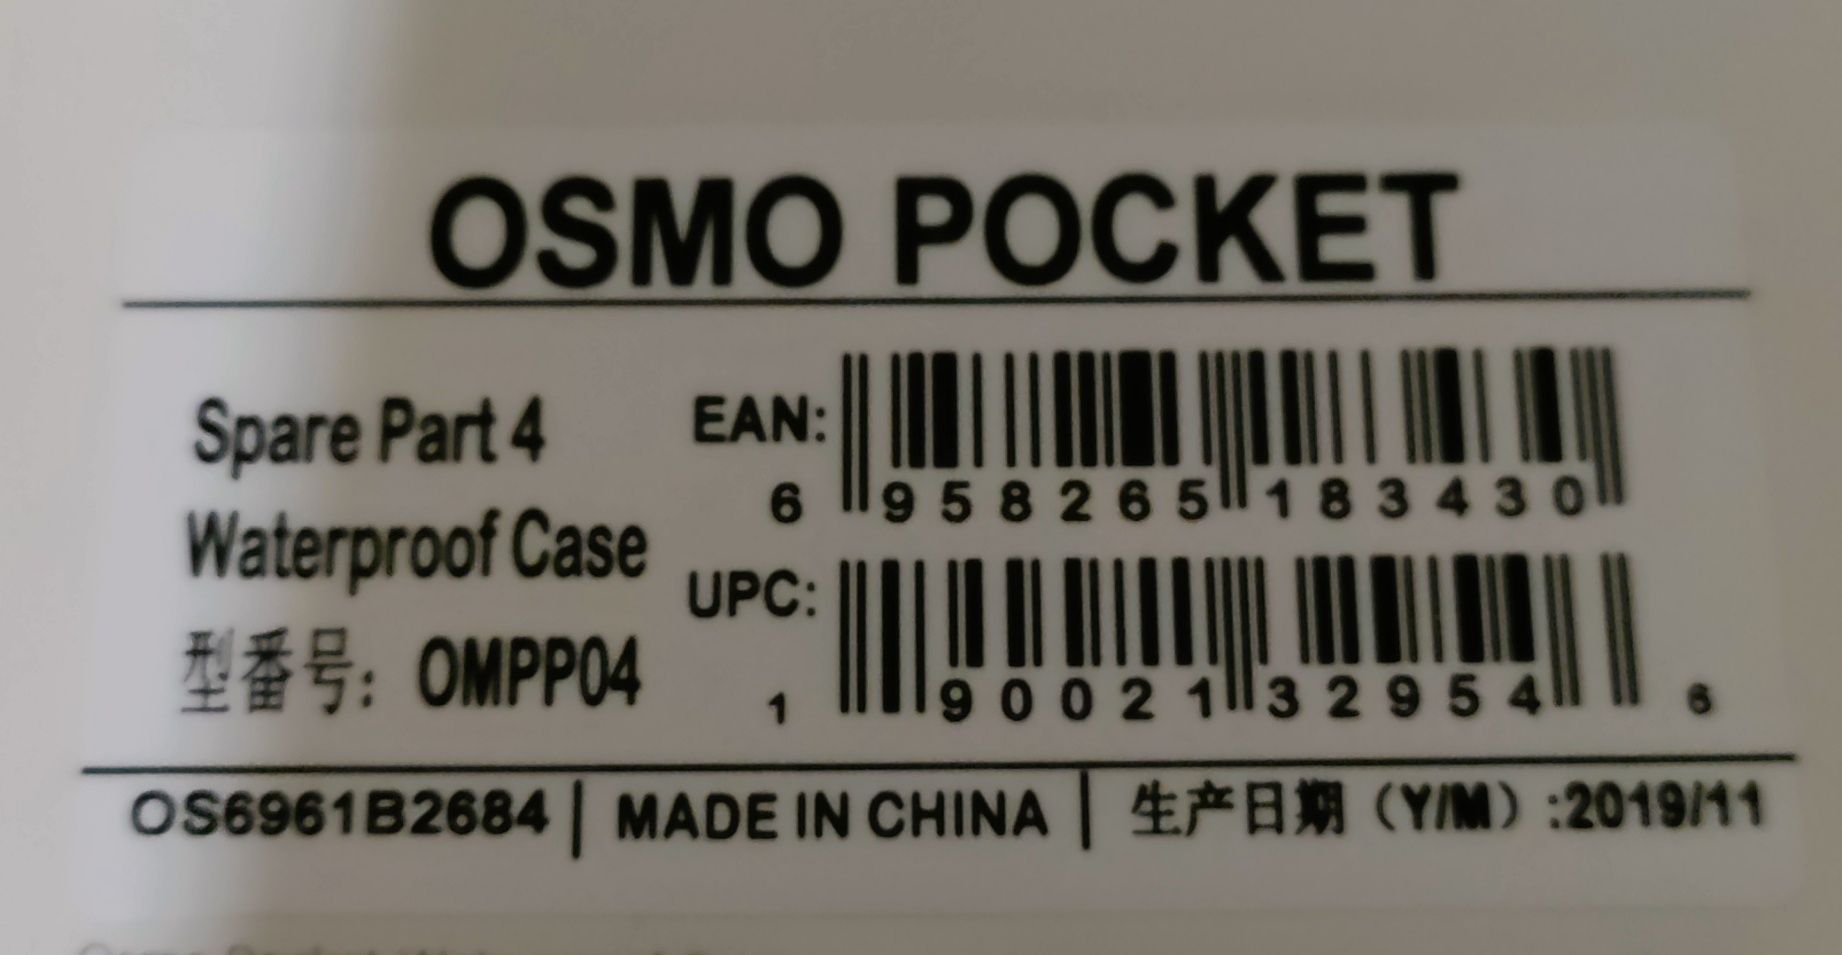 OSMO POCKET
Spare Part 4
Waterproof Case
型番号：OMPP04
EAN:
6 958265 183430
UPC:
1 90021 32954 6
OS6961B2684 | MADE IN CHINA | 生产日期（Y/M）:2019/11